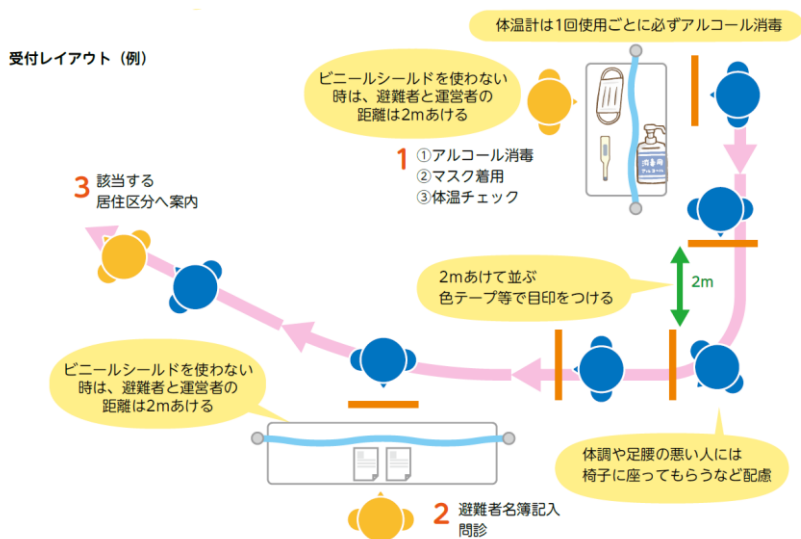 受付レイアウト（例）
体温計は1回使用ごとに必ずアルコール消毒
ビニールシールドを使わない
時は、避難者と運営者の
距離は2mあける
1 ①アルコール消毒
②マスク着用
③体温チェック
消毒用
アルコール
3 該当する
居住区分へ案内
2mあけて並ぶ
色テープ等で目印をつける
2m
ビニールシールドを使わない
時は、避難者と運営者の
距離は2mあける
体調や足腰の悪い人には
椅子に座ってもらうなど配慮
2 避難者名簿記入
問診